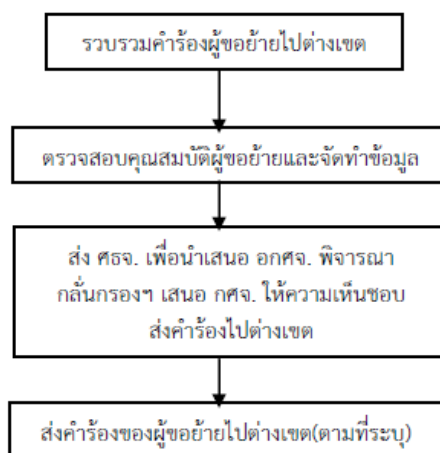 รวบรวมคำร้องผู้ขอย้ายไปต่างเขต
ตรวจสอบคุณสมบัติผู้ขอย้ายและจัดทำข้อมูล
ส่ง ศธจ. เพื่อนำเสนอ อกศจ. พิจารณา
กลั่นกรองฯ เสนอ กศจ. ให้ความเห็นชอบ
ส่งคำร้องไปต่างเขต
ส่งคำร้องของผู้ขอย้ายไปต่างเขต(ตามที่ระบุ)